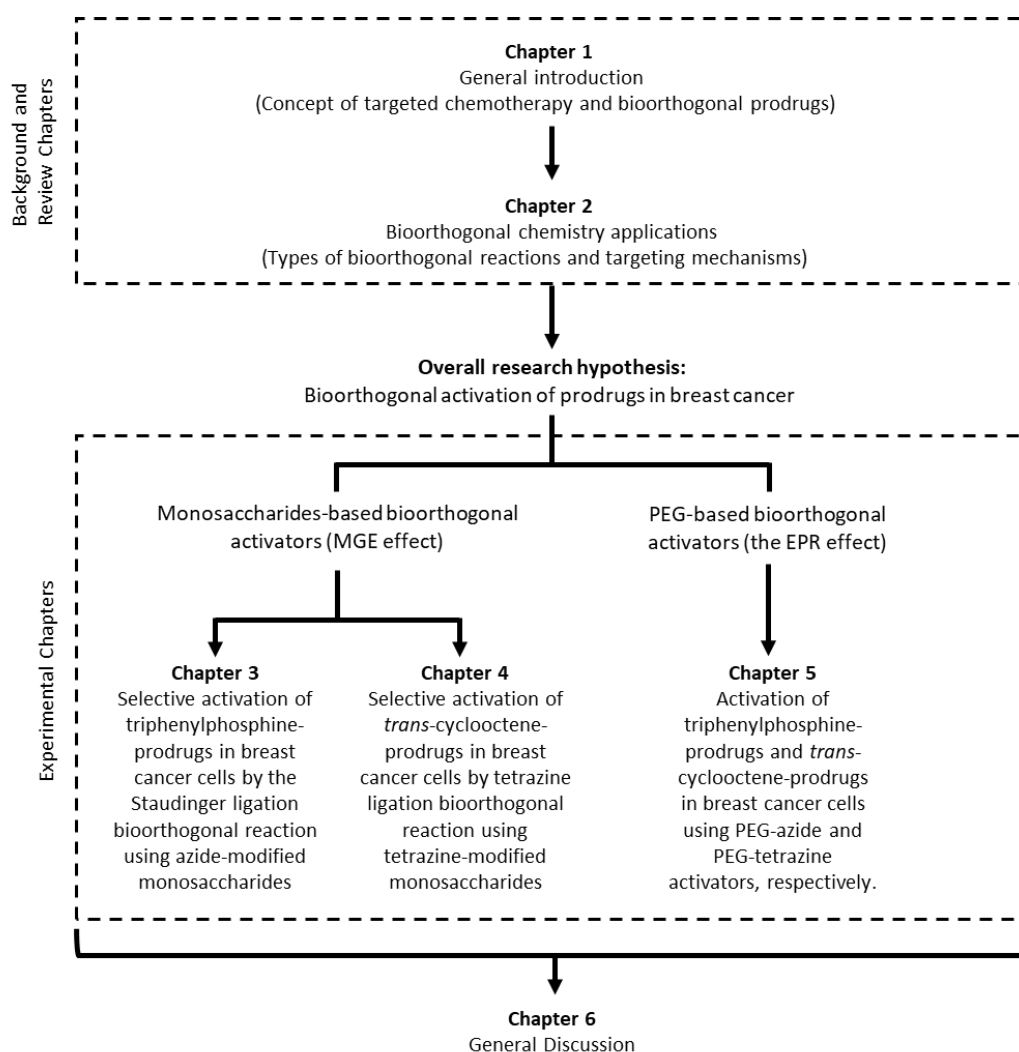 Background and
Review Chapters
Chapter 1
General introduction
(Concept of targeted chemotherapy and bioorthogonal prodrugs)
Chapter 2
Bioorthogonal chemistry applications
(Types of bioorthogonal reactions and targeting mechanisms)
Overall research hypothesis:
Bioorthogonal activation of prodrugs in breast cancer
Experimental Chapters
Monosaccharides-based bioorthogonal
activators (MGE effect)
PEG-based bioorthogonal
activators (the EPR effect)
Chapter 3
Selective activation of
triphenylphosphine-
prodrugs in breast
cancer cells by the
Staudinger ligation
bioorthogonal reaction
using azide-modified
monosaccharides
Chapter 4
Selective activation of
trans-cyclooctene-
prodrugs in breast
cancer cells by tetrazine
ligation bioorthogonal
reaction using
tetrazine-modified
monosaccharides
Chapter 5
Activation of
triphenylphosphine-
prodrugs and trans-
cyclooctene-prodrugs
in breast cancer cells
using PEG-azide and
PEG-tetrazine
activators, respectively.
Chapter 6
General Discussion